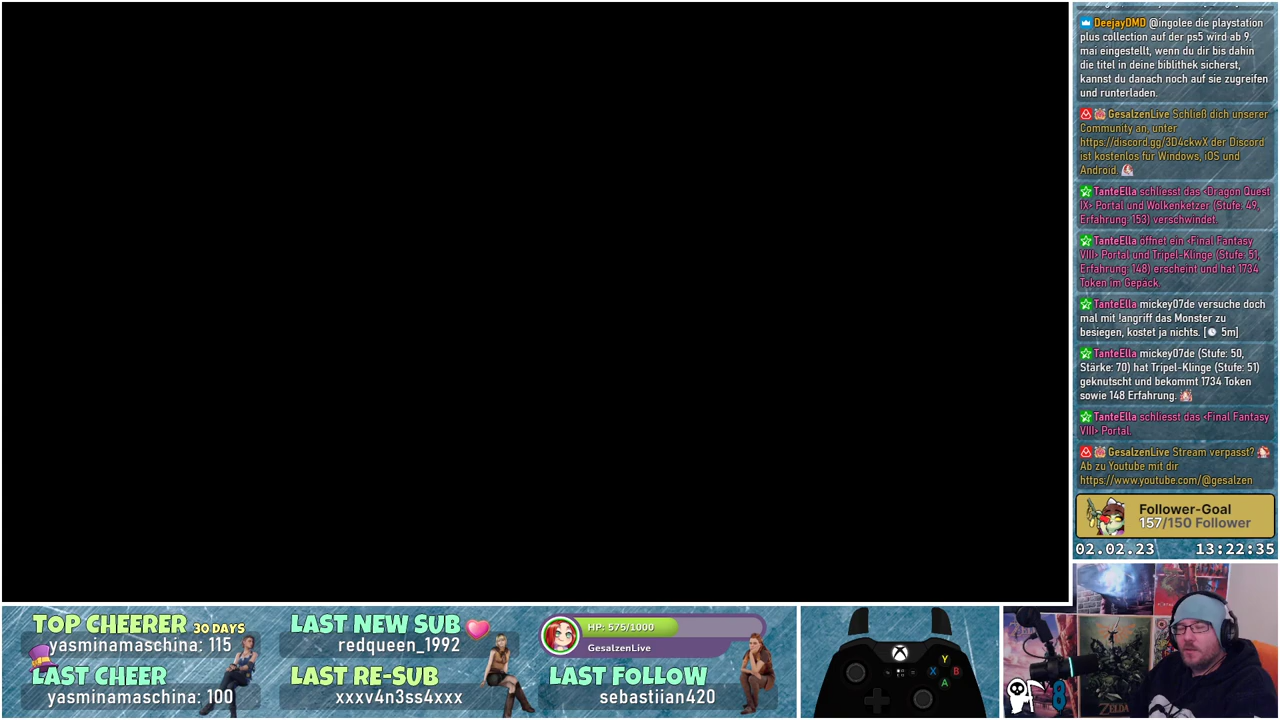 DeejayDMD @ingolee die playstation
plus collection auf der ps5 wird ab 9.
mai eingestellt, wenn du dir bis dahin
die titel in deine biblithek sicherst,
kannst du danach noch auf sie zugreifen
und runterladen.
GesalzenLive Schließ dich unserer
Community an, unter
https://discord.gg/3D4ckwX der Discord
ist kostenlos für Windows, iOS und
Android.
TanteElla schliesst das <Dragon Quest
IX> Portal und Wolkenketzer (Stufe: 49,
Erfahrung: 153) verschwindet.
TanteElla öffnet ein <Final Fantasy
VIII> Portal und Tripel-Klinge (Stufe: 51,
Erfahrung: 148) erscheint und hat 1734
Token im Gepäck.
TanteElla mickey07de versuche doch
mal mit !angriff das Monster zu
besiegen, kostet ja nichts. [ 5m]
TanteElla mickey07de (Stufe: 50,
Stärke: 70) hat Tripel-Klinge (Stufe: 51)
geknutscht und bekommt 1734 Token
sowie 148 Erfahrung.
TanteElla schliesst das <Final Fantasy
VIII> Portal.
GesalzenLive Stream verpasst?
Ab zu Youtube mit dir
https://www.youtube.com/@gesalzen
Follower-Goal
157/150 Follower
02.02.23 13:22:35
TOP CHEERER 30 DAYS
yasminamaschina: 115
LAST CHEER
yasminamaschina: 100
LAST NEW SUB
redqueen_1992
LAST RE-SUB
xxxv4n3ss4xxx
HP: 575/1000
GesalzenLive
LAST FOLLOW
sebastiian420
Y
X B
A
ZELDA
8